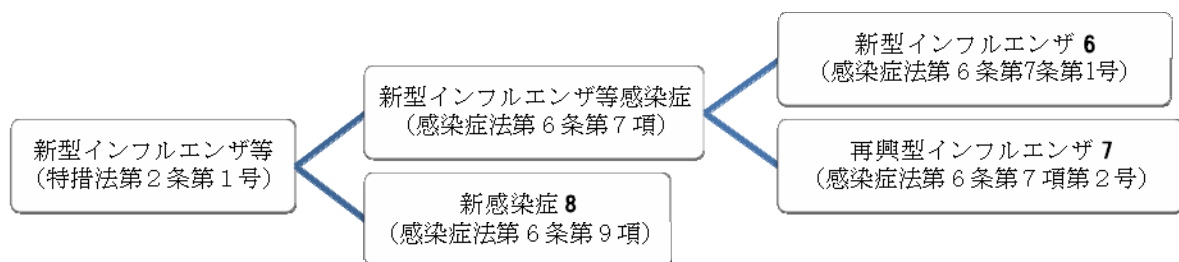 新型インフルエンザ等
(特措法第２条第１号)
新型インフルエンザ等感染症
(感染症法第６条第７項)
新感染症 8
(感染症法第６条第９項)
新型インフルエンザ 6
(感染症法第６条第7条第1号)
再興型インフルエンザ 7
(感染症法第６条第７項第２号)